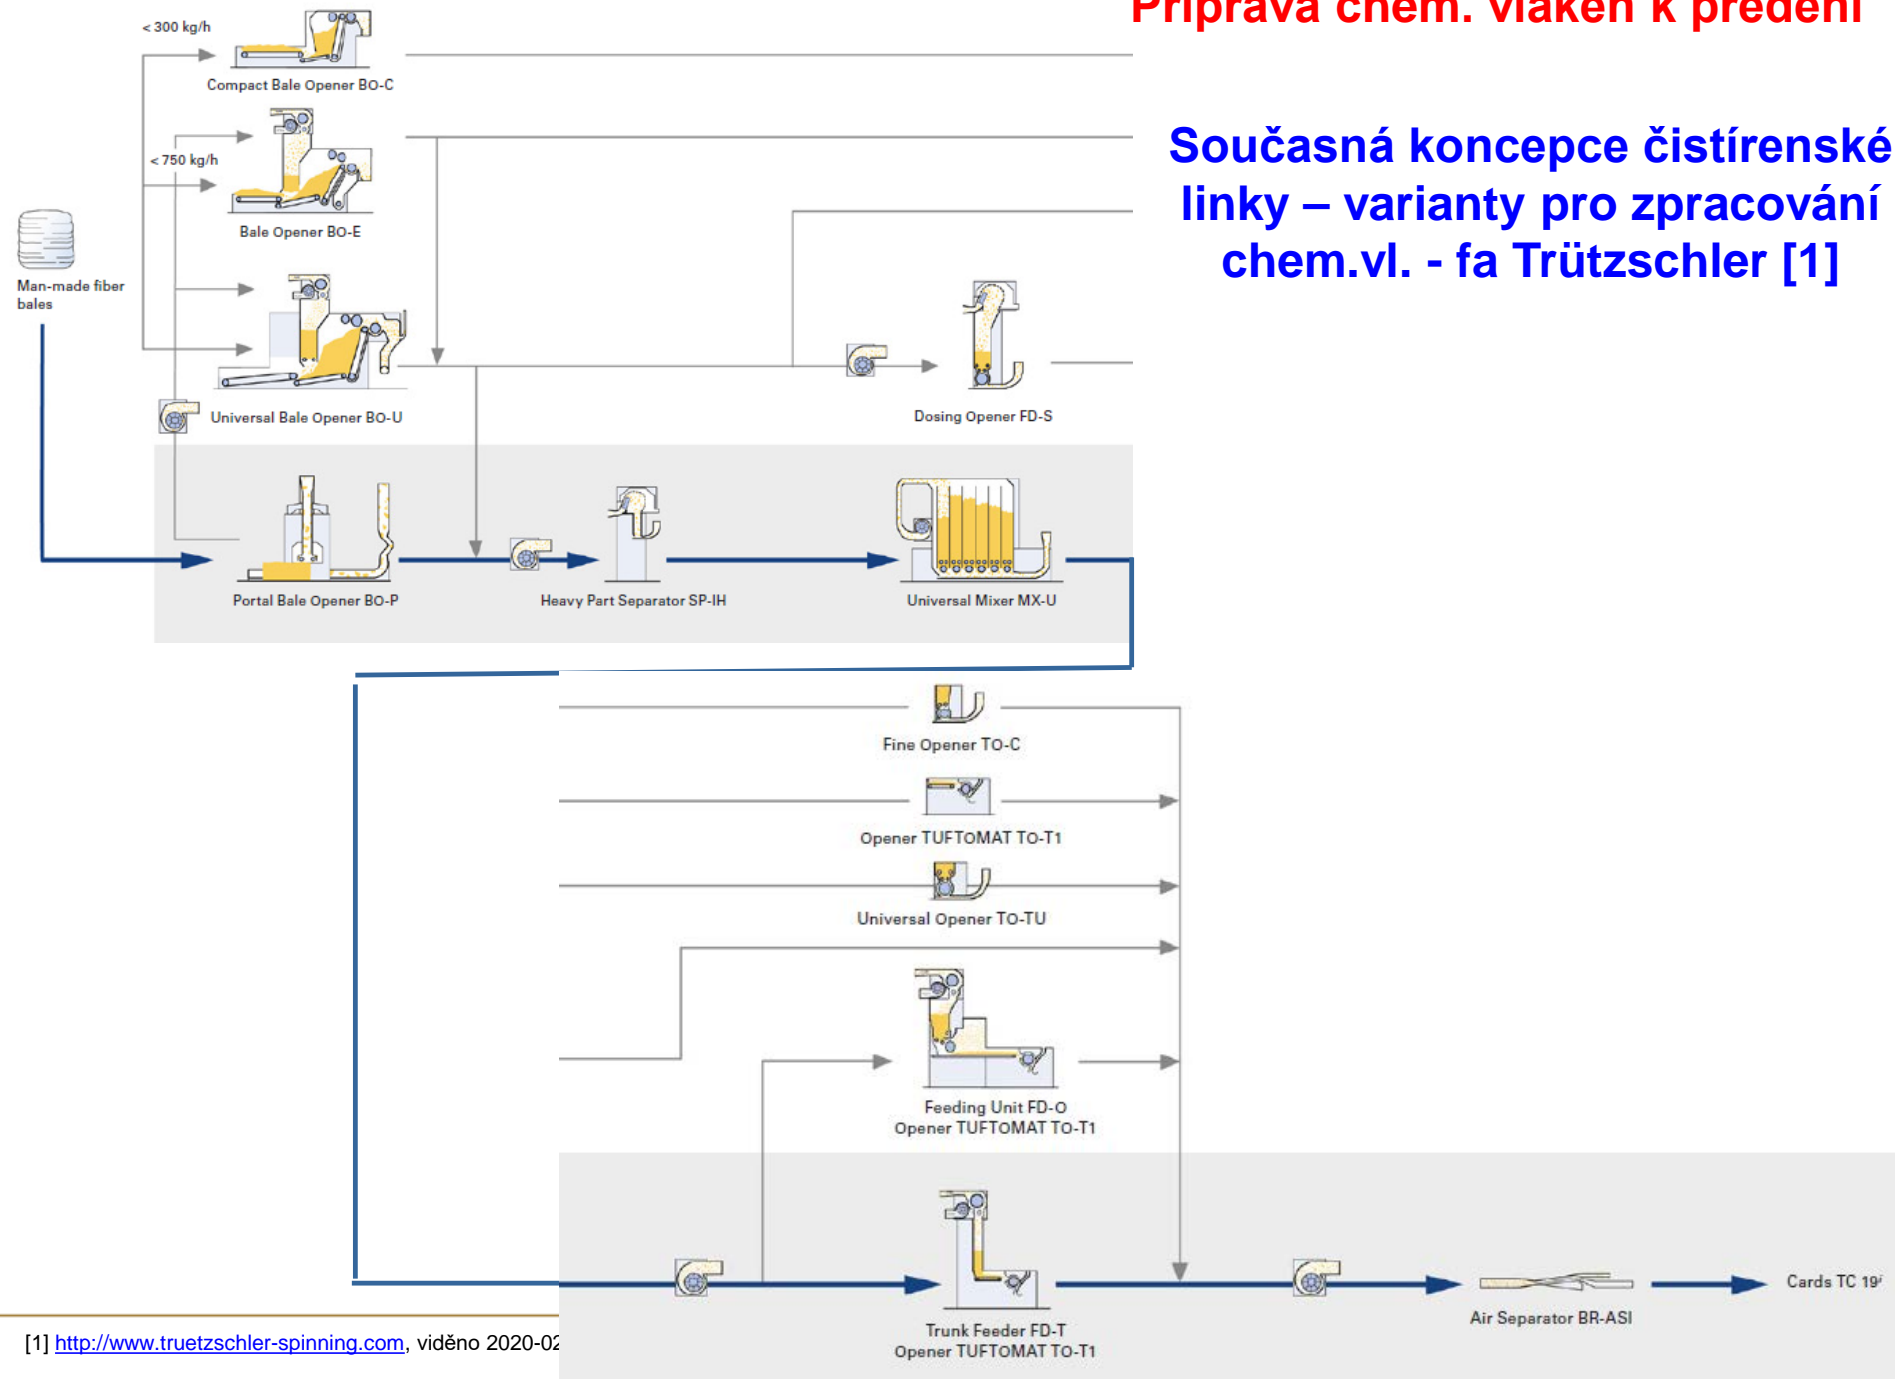 Příprava chem. vláken k předení
Současná koncepce čistírenské
linky – varianty pro zpracování
chem.vl. - fa Trützschler [1]
< 300 kg/h
Compact Bale Opener BO-C
< 750 kg/h
Bale Opener BO-E
Man-made fiber
bales
Universal Bale Opener BO-U
Dosing Opener FD-S
Portal Bale Opener BO-P
Heavy Part Separator SP-IH
Universal Mixer MX-U
Fine Opener TO-C
Opener TUFTOMAT TO-T1
Universal Opener TO-TU
Feeding Unit FD-O
Opener TUFTOMAT TO-T1
Trunk Feeder FD-T
Opener TUFTOMAT TO-T1
Air Separator BR-ASI
Cards TC 19i
[1] http://www.truetzschler-spinning.com, viděno 2020-02